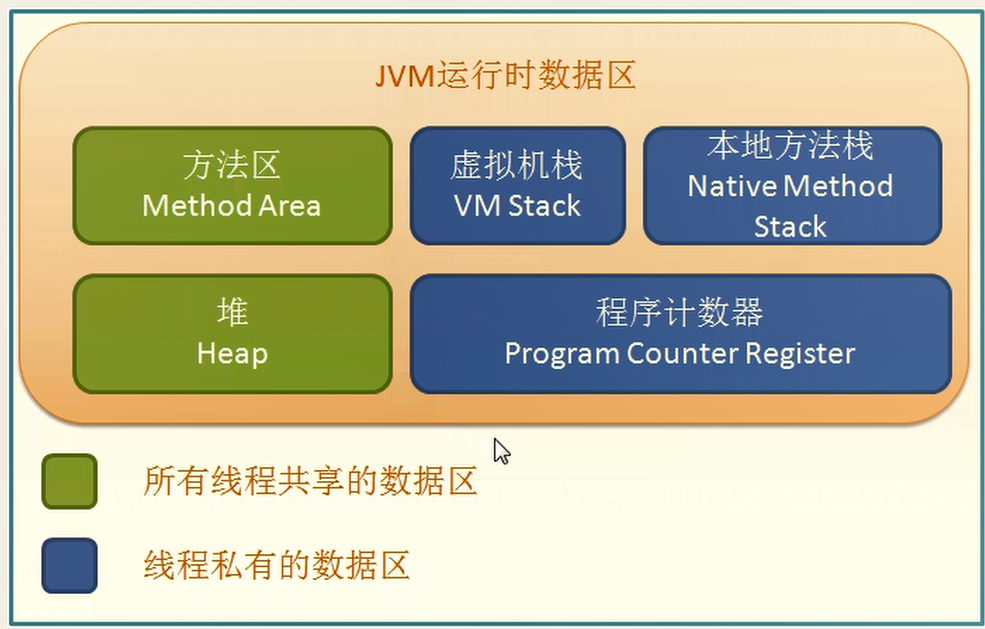 JVM运行时数据区
方法区
Method Area
虚拟机栈
VM Stack
本地方法栈
Native Method
Stack
堆
Heap
程序计数器
Program Counter Register
所有线程共享的数据区
线程私有的数据区